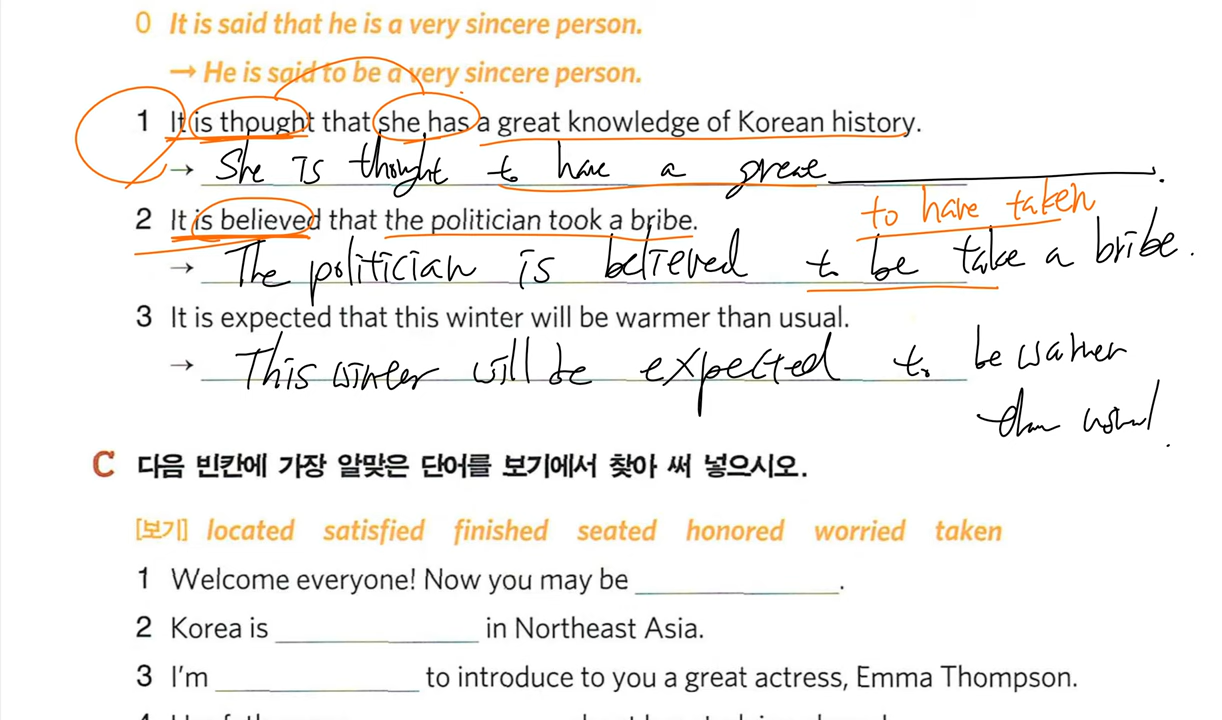 0 It is said that he is a very sincere person.
→ He is said to be a very sincere person.
1 It is thought that she has a great knowledge of Korean history.
→ She is thought to have a great
to have taken
2 It is believed that the politician took a bribe.
→ The politician is believed to be take a bribe.
3 It is expected that this winter will be warmer than usual.
→ This winter will be expected to be warmer
than usual.
C 다음 빈칸에 가장 알맞은 단어를 보기에서 찾아 써 넣으시오.
[보기] located satisfied finished seated honored worried taken
1 Welcome everyone! Now you may be .
2 Korea is in Northeast Asia.
3 I'm to introduce to you a great actress, Emma Thompson.